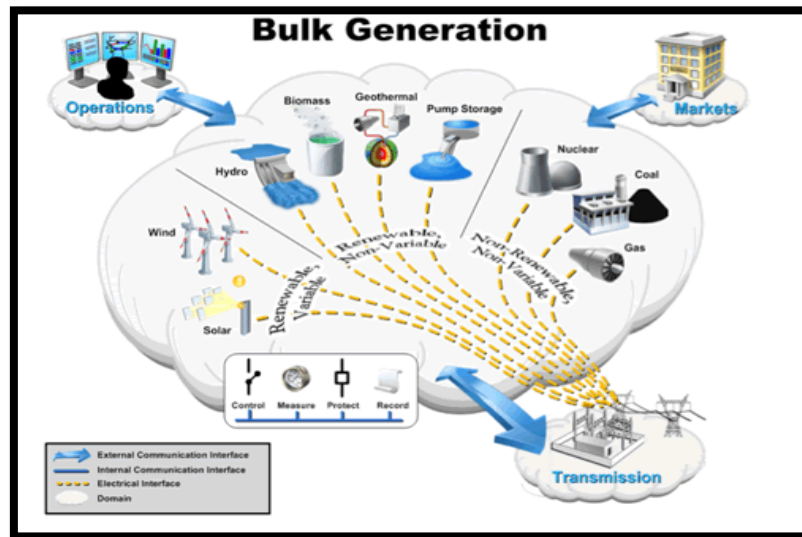 Bulk Generation
Operations
Markets
Biomass
Geothermal
Pump Storage
Hydro
Nuclear
Coal
Gas
Wind
Solar
Renewable,
Variable
Renewable,
Non-Variable
Non-Renewable,
Non-Variable
Control
Measure
Protect
Record
Transmission
External Communication Interface
Internal Communication Interface
Electrical Interface
Domain